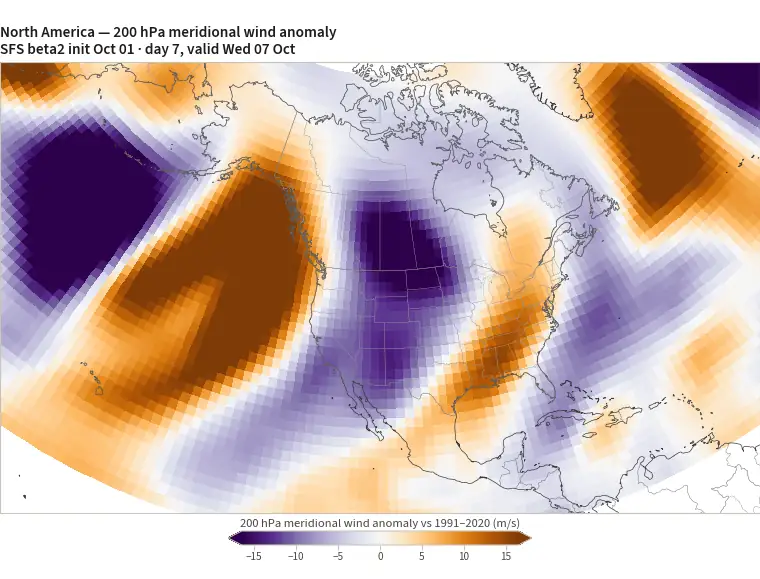 North America — 200 hPa meridional wind anomaly
SFS beta2 init Oct 01 · day 7, valid Wed 07 Oct
200 hPa meridional wind anomaly vs 1991–2020 (m/s)
−15 −10 −5 0 5 10 15